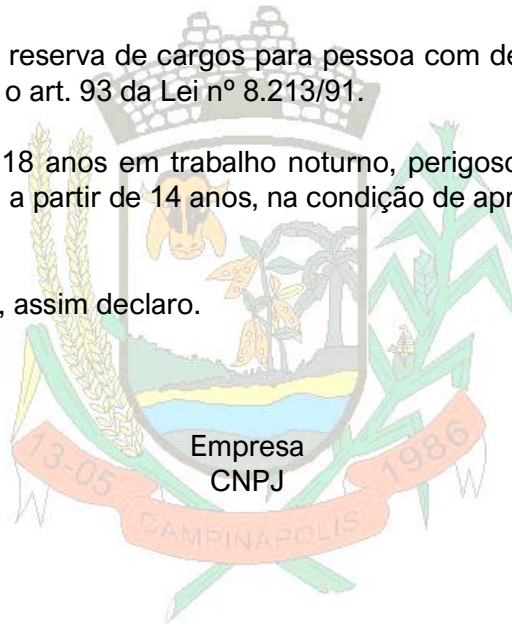 reserva de cargos para pessoa com de
o art. 93 da Lei nº 8.213/91.
18 anos em trabalho noturno, perigoso
a partir de 14 anos, na condição de apr
, assim declaro.
Empresa
CNPJ
13-05
1986
CAMPINAPOLIS